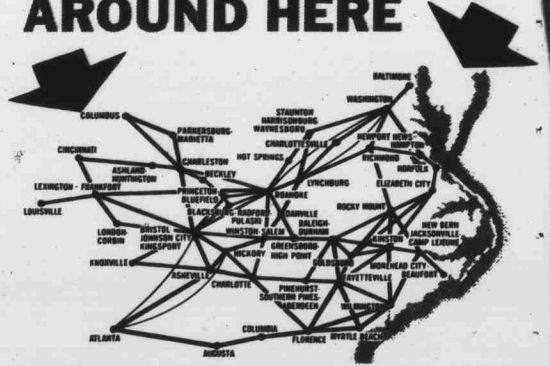 AROUND HERE
BALTIMORE
WASHINGTON
COLUMBUS
STAUNTON
HARRISONBURG
WAYNESBORO
PARKERSBURG-
MARIETTA
CHARLOTTESVILLE
NEWPORT NEWS-
HAMPTON
RICHMOND
CINCINNATI
HOT SPRINGS
CHARLESTON
NORFOLK
ASHLAND-
HUNTINGTON
BECKLEY
LYNCHBURG
ELIZABETH CITY
LEXINGTON - FRANKFORT
PRINCETON
BLUEFIELD
ROANOKE
LOUISVILLE
BLACKSBURG-RADFORD-
PULASKI
DANVILLE
ROCKY MOUNT
RALEIGH-
DURHAM
NEW BERN
JACKSONVILLE
CAMP LEJEUNE
LONDON-
CORBIN
BRISTOL
JOHNSON CITY
KINGSPORT
WINSTON-SALEM
GREENSBORO-
HIGH POINT
KINSTON
HICKORY
KNOXVILLE
GOLDSBORO
MOREHEAD CITY-
BEAUFORT
ASHEVILLE
CHARLOTTE
FAYETTEVILLE
PINEHURST-
SOUTHERN PINES-
ABERDEEN
WILMINGTON
ATLANTA
COLUMBIA
FLORENCE
MYRTLE BEACH
AUGUSTA